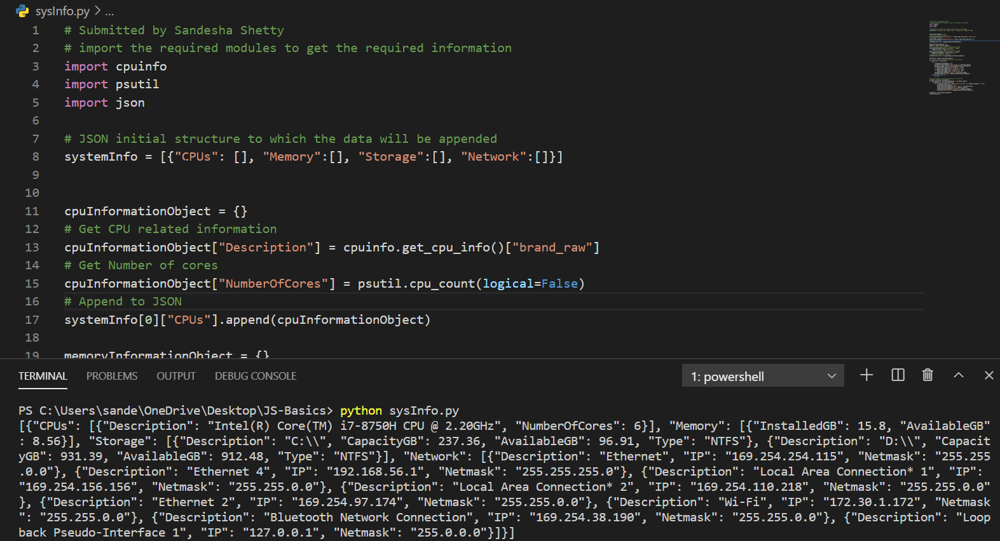 sysInfo.py > ...
1 # Submitted by Sandesha Shetty
2 # import the required modules to get the required information
3 import cpuinfo
4 import psutil
5 import json
6
7 # JSON initial structure to which the data will be appended
8 systemInfo = [{"CPUs": [], "Memory":[], "Storage":[], "Network":[]}]
9
10
11 cpuInformationObject = {}
12 # Get CPU related information
13 cpuInformationObject["Description"] = cpuinfo.get_cpu_info()["brand_raw"]
14 # Get Number of cores
15 cpuInformationObject["NumberOfCores"] = psutil.cpu_count(logical=False)
16 # Append to JSON
17 systemInfo[0]["CPUs"].append(cpuInformationObject)
18
19 memoryInformationObject = {}
TERMINAL PROBLEMS OUTPUT DEBUG CONSOLE 1: powershell
PS C:\Users\sande\OneDrive\Desktop\JS-Basics> python sysInfo.py
[{"CPUs": [{"Description": "Intel(R) Core(TM) i7-8750H CPU @ 2.20GHz", "NumberOfCores": 6}], "Memory": [{"InstalledGB": 15.8, "AvailableGB"
: 8.56}], "Storage": [{"Description": "C:\\", "CapacityGB": 237.36, "AvailableGB": 96.91, "Type": "NTFS"}, {"Description": "D:\\", "Capacit
yGB": 931.39, "AvailableGB": 912.48, "Type": "NTFS"}], "Network": [{"Description": "Ethernet", "IP": "169.254.254.115", "Netmask": "255.255
.0.0"}, {"Description": "Ethernet 4", "IP": "192.168.56.1", "Netmask": "255.255.255.0"}, {"Description": "Local Area Connection* 1", "IP":
"169.254.156.156", "Netmask": "255.255.0.0"}, {"Description": "Local Area Connection* 2", "IP": "169.254.110.218", "Netmask": "255.255.0.0"
}, {"Description": "Ethernet 2", "IP": "169.254.97.174", "Netmask": "255.255.0.0"}, {"Description": "Wi-Fi", "IP": "172.30.1.172", "Netmask
": "255.255.0.0"}, {"Description": "Bluetooth Network Connection", "IP": "169.254.38.190", "Netmask": "255.255.0.0"}, {"Description": "Loop
back Pseudo-Interface 1", "IP": "127.0.0.1", "Netmask": "255.0.0.0"}]}]